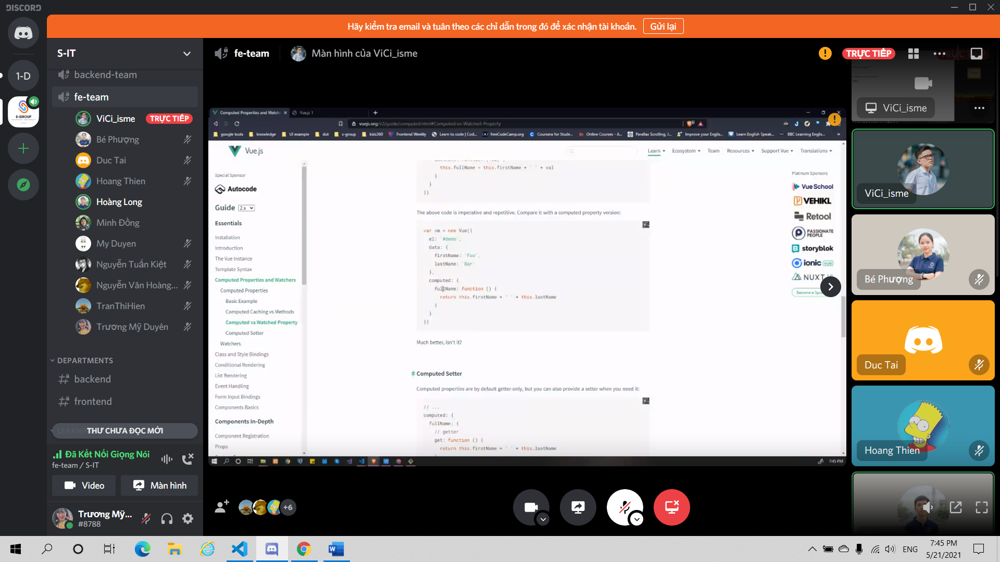 DISCORD
Hãy kiểm tra email và tuân theo các chỉ dẫn trong đó để xác nhận tài khoản.
Gửi lại
S-IT
1-D
S-GROUP
backend-team
fe-team
ViCi_isme
TRỰC TIẾP
Bé Phượng
Duc Tai
Hoang Thien
Hoàng Long
Minh Đồng
My Duyen
Nguyễn Tuấn Kiệt
Nguyễn Văn Hoàng...
TranThiHien
Trương Mỹ Duyên
DEPARTMENTS
backend
frontend
THƯ CHƯA ĐỌC MỚI
Đã Kết Nối Giọng Nói
fe-team / S-IT
Video
Màn hình
Trương Mỹ...
#8788
fe-team
Màn hình của ViCi_isme
TRỰC TIẾP
Computed Properties and Watch
Vuejs 1
vuejs.org/v2/guide/computed.html#Computed-vs-Watched-Property
google tools
knowledge
UI example
dut
s-group
kids360
Frontend Weekly
Learn to code | Cod...
freeCodeCamp.org
Coursera for Stude...
Online Courses - A...
Parallax Scrolling, J...
Improve your Englis...
Learn English Speak...
BBC Learning Englis...
Vue.js
Learn
Ecosystem
Team
Resources
Support Vue
Translations
Special Sponsor
Autocode
Guide
2.x
Essentials
Installation
Introduction
The Vue Instance
Template Syntax
Computed Properties and Watchers
Computed Properties
Basic Example
Computed Caching vs Methods
Computed vs Watched Property
Computed Setter
Watchers
Class and Style Bindings
Conditional Rendering
List Rendering
Event Handling
Form Input Bindings
Components Basics
Components In-Depth
Component Registration
Props
this.fullName = this.firstName + ' ' + val
}
}
})
The above code is imperative and repetitive. Compare it with a computed property version:
var vm = new Vue({
el: '#demo',
data: {
firstName: 'Foo',
lastName: 'Bar'
},
computed: {
fullName: function () {
return this.firstName + ' ' + this.lastName
}
}
})
Much better, isn't it?
# Computed Setter
Computed properties are by default getter-only, but you can also provide a setter when you need it:
// ...
computed: {
fullName: {
// getter
get: function () {
return this.firstName + ' ' + this.lastName
Platinum Sponsors
Vue School
VEHIKL
Retool
PASSIONATE
PEOPLE
storyblok
ionic vue
NUXT
Become a Spo
7:45 PM
ViCi_isme
ViCi_isme
Bé Phượng
Duc Tai
Hoang Thien
+6
ENG
7:45 PM
5/21/2021